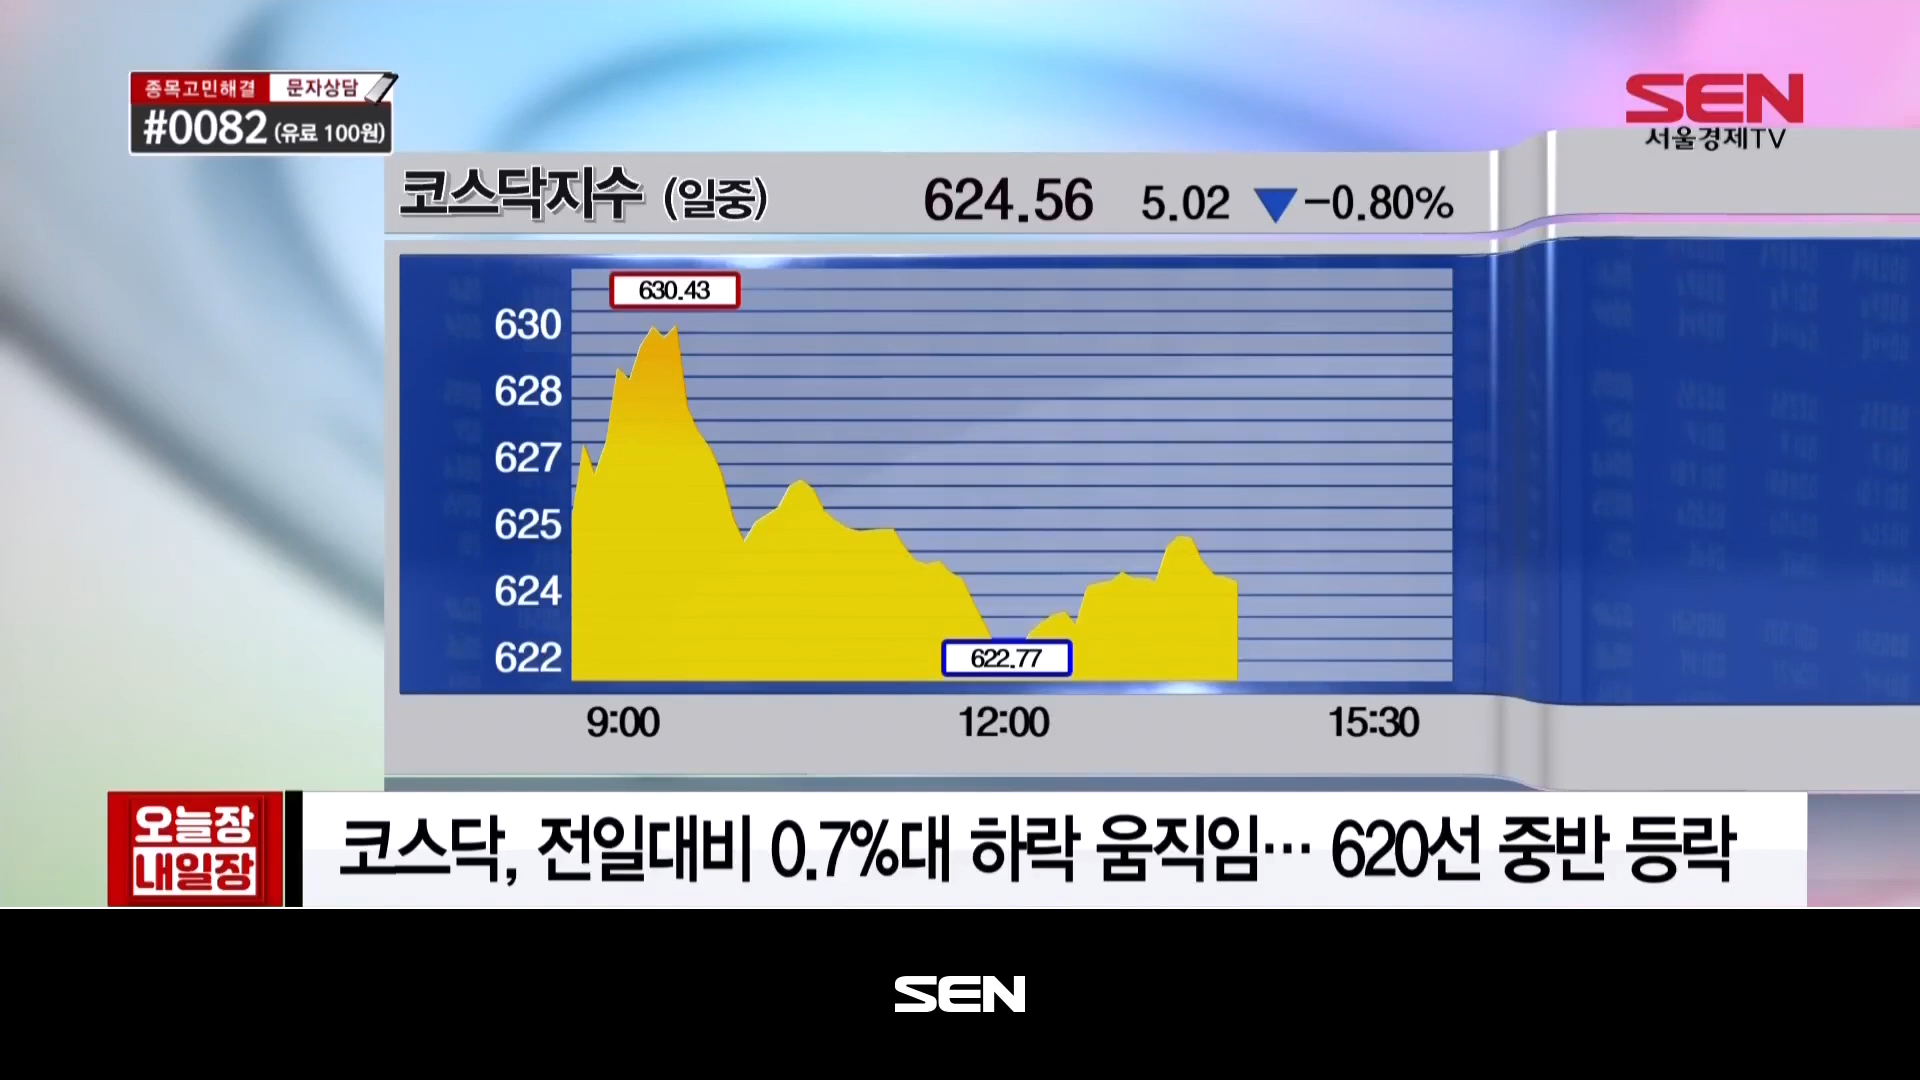 종목고민해결 문자상담
#0082 (유료 100원)
SEN
서울경제TV
코스닥지수 (일중) 624.56 5.02 ▼-0.80%
630.43
630
628
627
625
624
622
622.77
9:00 12:00 15:30
오늘장
내일장
코스닥, 전일대비 0.7%대 하락 움직임… 620선 중반 등락
SEN